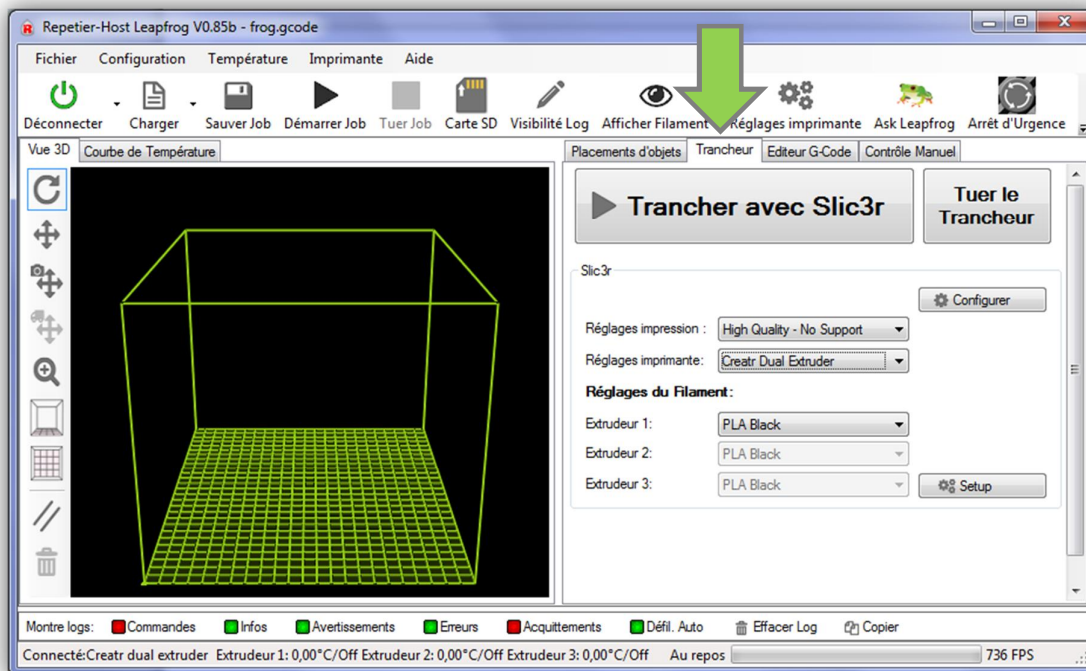 Repetier-Host Leapfrog V0.85b - frog.gcode
Fichier Configuration Température Imprimante Aide
Déconnecter Charger Sauver Job Démarrer Job Tuer Job Carte SD Visibilité Log Afficher Filament Réglages imprimante Ask Leapfrog Arrêt d'Urgence
Vue 3D Courbe de Température Placements d'objets Trancheur Editeur G-Code Contrôle Manuel
Trancher avec Slic3r
Tuer le
Trancheur
Slic3r
Configurer
Réglages impression : High Quality - No Support
Réglages imprimante: Creatr Dual Extruder
Réglages du Filament:
Extrudeur 1: PLA Black
Extrudeur 2: PLA Black
Extrudeur 3: PLA Black Setup
Montre logs: Commandes Infos Avertissements Erreurs Acquittements Défil. Auto Effacer Log Copier
Connecté:Creatr dual extruder Extrudeur 1: 0,00°C/Off Extrudeur 2: 0,00°C/Off Extrudeur 3: 0,00°C/Off Au repos 736 FPS